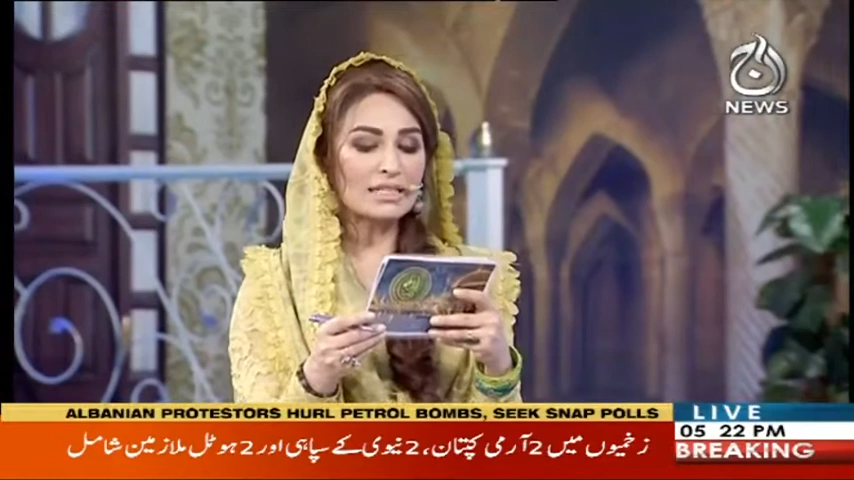 آج
NEWS
ALBANIAN PROTESTORS HURL PETROL BOMBS, SEEK SNAP POLLS
LIVE
05 22 PM
زخمیوں میں 2 آرمی کپتان، 2 نیوی کے سپاہی اور 2 ہوٹل ملازمین شامل
BREAKING